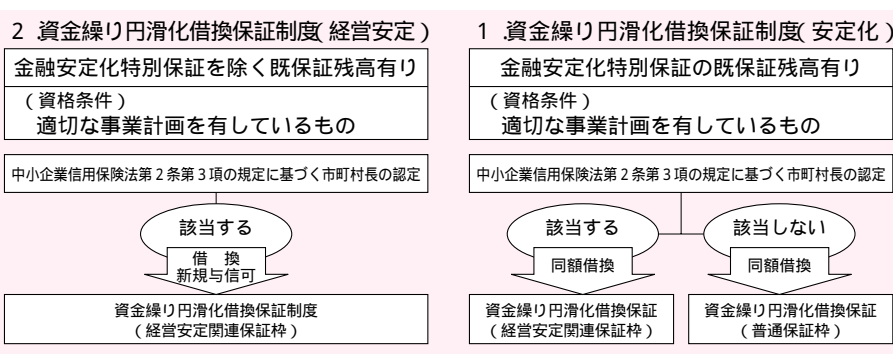 2.資金繰り円滑化借換保証制度(経営安定)
金融安定化特別保証を除く既保証残高有り
(資格条件)
適切な事業計画を有しているもの
中小企業信用保険法第2条第3項の規定に基づく市町村長の認定
該当する
借 換
新規与信可
資金繰り円滑化借換保証制度
(経営安定関連保証枠)
1.資金繰り円滑化借換保証制度(安定化)
金融安定化特別保証の既保証残高有り
(資格条件)
適切な事業計画を有しているもの
中小企業信用保険法第2条第3項の規定に基づく市町村長の認定
該当する
同額借換
資金繰り円滑化借換保証
(経営安定関連保証枠)
該当しない
同額借換
資金繰り円滑化借換保証
(普通保証枠)